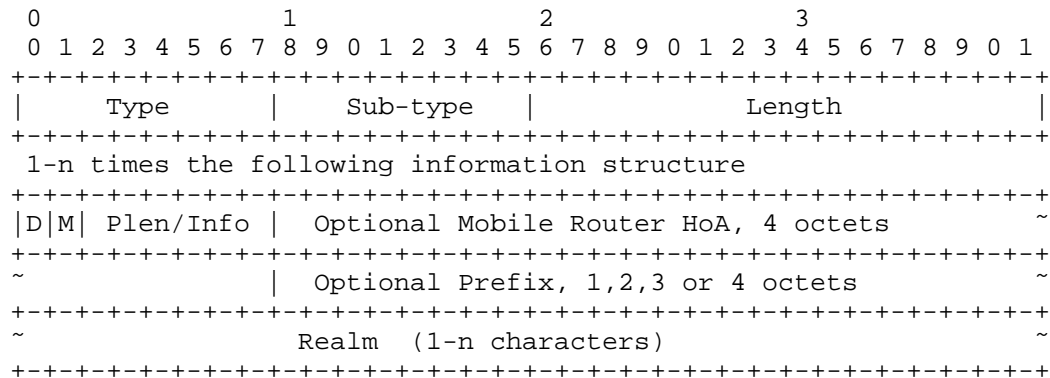 0                   1                   2                   3
 0 1 2 3 4 5 6 7 8 9 0 1 2 3 4 5 6 7 8 9 0 1 2 3 4 5 6 7 8 9 0 1
+-+-+-+-+-+-+-+-+-+-+-+-+-+-+-+-+-+-+-+-+-+-+-+-+-+-+-+-+-+-+-+-+
|     Type      |    Sub-type   |             Length            |
+-+-+-+-+-+-+-+-+-+-+-+-+-+-+-+-+-+-+-+-+-+-+-+-+-+-+-+-+-+-+-+-+
 1-n times the following information structure
+-+-+-+-+-+-+-+-+-+-+-+-+-+-+-+-+-+-+-+-+-+-+-+-+-+-+-+-+-+-+-+-+
|D|M| Plen/Info |  Optional Mobile Router HoA, 4 octets         ~
+-+-+-+-+-+-+-+-+-+-+-+-+-+-+-+-+-+-+-+-+-+-+-+-+-+-+-+-+-+-+-+-+
~               |  Optional Prefix, 1,2,3 or 4 octets           ~
+-+-+-+-+-+-+-+-+-+-+-+-+-+-+-+-+-+-+-+-+-+-+-+-+-+-+-+-+-+-+-+-+
~                 Realm  (1-n characters)                       ~
+-+-+-+-+-+-+-+-+-+-+-+-+-+-+-+-+-+-+-+-+-+-+-+-+-+-+-+-+-+-+-+-+